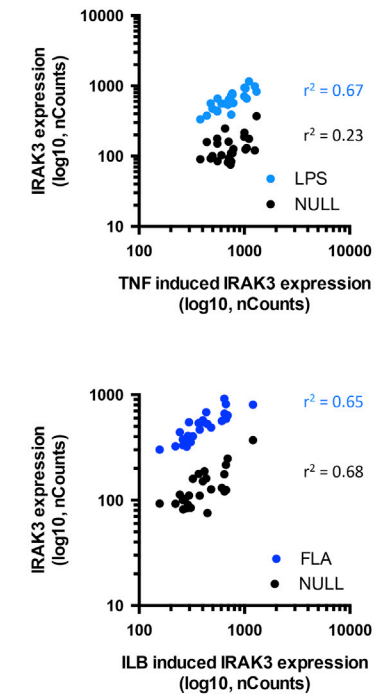 10000
1000
100
10
IRAK3 expression
(log10, nCounts)
r² = 0.67
r² = 0.23
LPS
NULL
100
1000
10000
TNF induced IRAK3 expression
(log10, nCounts)
1000
100
10
IRAK3 expression
(log10, nCounts)
r² = 0.65
r² = 0.68
FLA
NULL
100
1000
10000
ILB induced IRAK3 expression
(log10, nCounts)